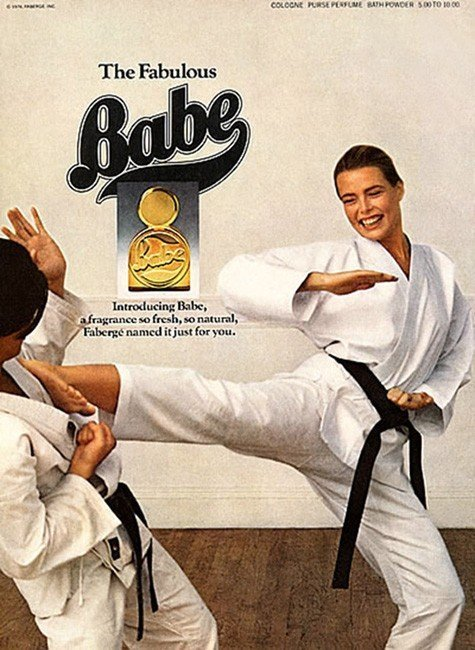 © 1976, FABERGE, INC.
COLOGNE PURSE PERFUME BATH POWDER 5.00 TO 10.00
The Fabulous
Babe
Babe
Introducing Babe,
a fragrance so fresh, so natural,
Fabergé named it just for you.